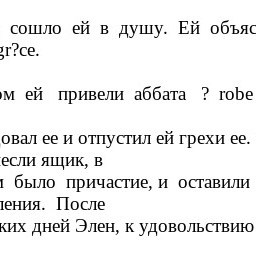 сошло ей в душу. Ей объяс
gr?ce.
ом ей привели аббата ? robe
овал ее и отпустил ей грехи ее.
если ящик, в
м было причастие, и оставили
ления. После
ких дней Элен, к удовольствию